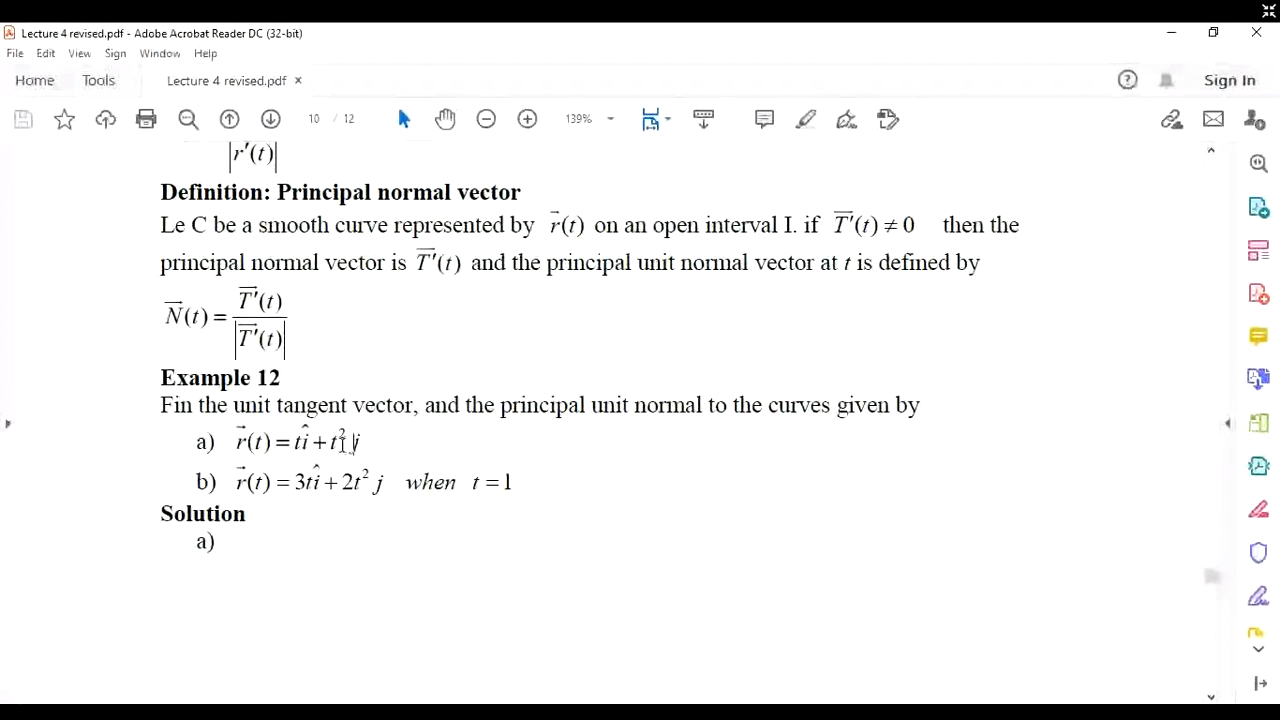 Lecture 4 revised.pdf - Adobe Acrobat Reader DC (32-bit)
File Edit View Sign Window Help
Home Tools Lecture 4 revised.pdf × Sign In
10 / 12 139%
|r′(t)|
Definition: Principal normal vector
Le C be a smooth curve represented by r⃗(t) on an open interval I. if T⃗′(t) ≠ 0 then the
principal normal vector is T⃗′(t) and the principal unit normal vector at t is defined by
N⃗(t) = T⃗′(t) / |T⃗′(t)|
Example 12
Fin the unit tangent vector, and the principal unit normal to the curves given by
a) r⃗(t) = tî + t² j
b) r⃗(t) = 3tî + 2t² j when t = 1
Solution
a)